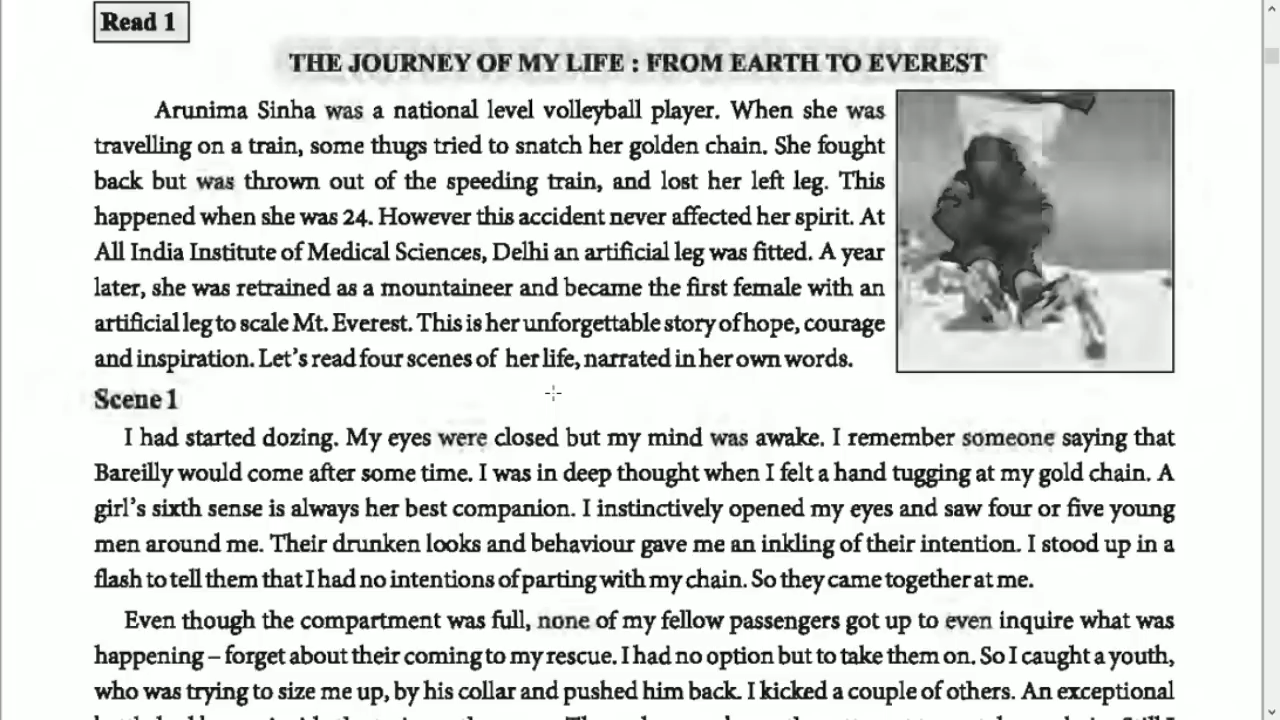 Read 1
THE JOURNEY OF MY LIFE : FROM EARTH TO EVEREST
Arunima Sinha was a national level volleyball player. When she was
travelling on a train, some thugs tried to snatch her golden chain. She fought
back but was thrown out of the speeding train, and lost her left leg. This
happened when she was 24. However this accident never affected her spirit. At
All India Institute of Medical Sciences, Delhi an artificial leg was fitted. A year
later, she was retrained as a mountaineer and became the first female with an
artificial leg to scale Mt. Everest. This is her unforgettable story of hope, courage
and inspiration. Let's read four scenes of her life, narrated in her own words.
Scene 1
I had started dozing. My eyes were closed but my mind was awake. I remember someone saying that
Bareilly would come after some time. I was in deep thought when I felt a hand tugging at my gold chain. A
girl's sixth sense is always her best companion. I instinctively opened my eyes and saw four or five young
men around me. Their drunken looks and behaviour gave me an inkling of their intention. I stood up in a
flash to tell them that I had no intentions of parting with my chain. So they came together at me.
Even though the compartment was full, none of my fellow passengers got up to even inquire what was
happening – forget about their coming to my rescue. I had no option but to take them on. So I caught a youth,
who was trying to size me up, by his collar and pushed him back. I kicked a couple of others. An exceptional